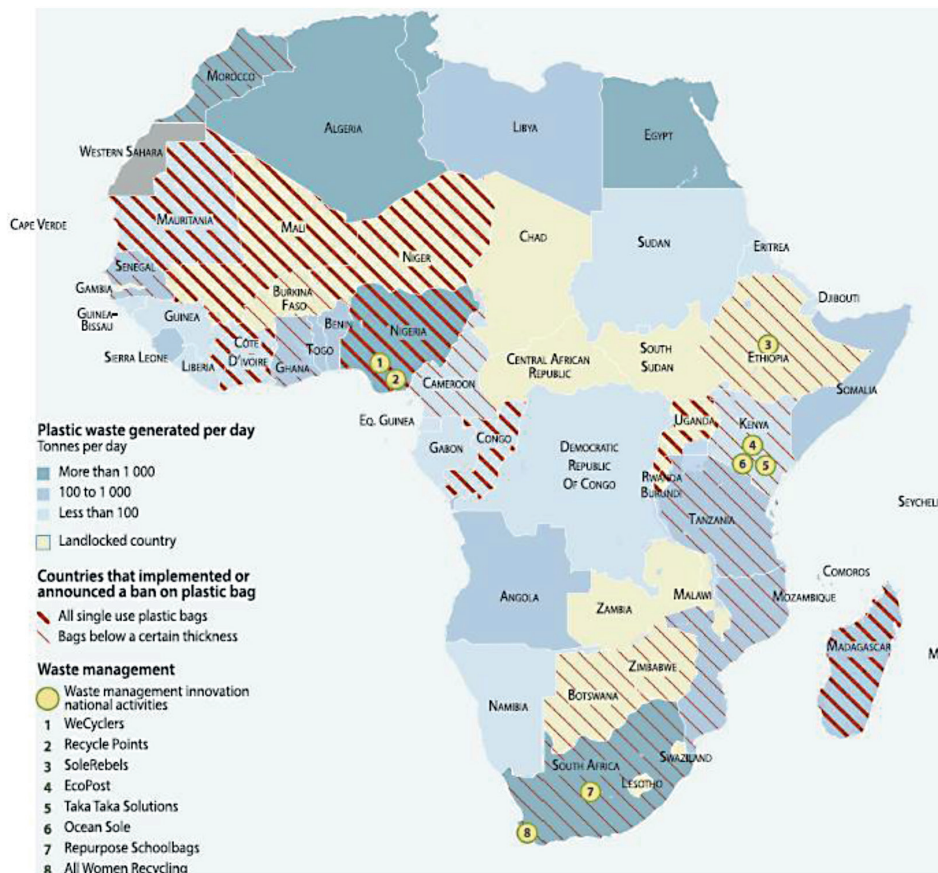 MOROCCO
ALGERIA
LIBYA
EGYPT
WESTERN SAHARA
CAPE VERDE
MAURITANIA
MALI
NIGER
CHAD
SUDAN
ERITREA
SENEGAL
GAMBIA
GUINEA-
BISSAU
GUINEA
BURKINA
FASO
BENIN
NIGERIA
DJIBOUTI
SIERRA LEONE
LIBERIA
CÔTE
D'IVOIRE
GHANA
TOGO
CAMEROON
CENTRAL AFRICAN
REPUBLIC
SOUTH
SUDAN
ETHIOPIA
SOMALIA
1
2
3
EQ. GUINEA
GABON
CONGO
DEMOCRATIC
REPUBLIC
OF CONGO
UGANDA
KENYA
4
6
5
RWANDA
BURUNDI
TANZANIA
SEYCHEL
COMOROS
ANGOLA
ZAMBIA
MALAWI
MOZAMBIQUE
MADAGASCAR
M
NAMIBIA
BOTSWANA
ZIMBABWE
SOUTH AFRICA
SWAZILAND
LESOTHO
7
8
Plastic waste generated per day
Tonnes per day
More than 1 000
100 to 1 000
Less than 100
Landlocked country
Countries that implemented or
announced a ban on plastic bag
All single use plastic bags
Bags below a certain thickness
Waste management
Waste management innovation
national activities
1 WeCyclers
2 Recycle Points
3 SoleRebels
4 EcoPost
5 Taka Taka Solutions
6 Ocean Sole
7 Repurpose Schoolbags
8 All Women Recycling